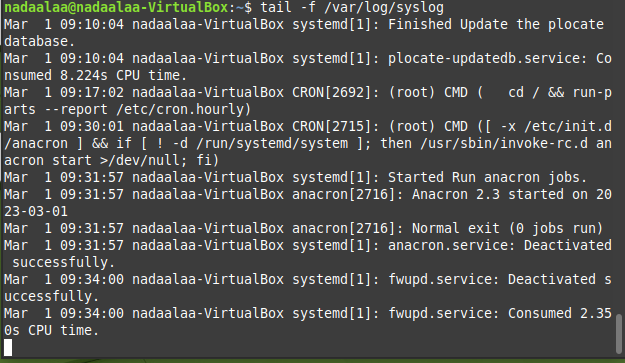 nadaalaa@nadaalaa-VirtualBox:~$ tail -f /var/log/syslog
Mar  1 09:10:04 nadaalaa-VirtualBox systemd[1]: Finished Update the plocate
database.
Mar  1 09:10:04 nadaalaa-VirtualBox systemd[1]: plocate-updatedb.service: Co
nsumed 8.224s CPU time.
Mar  1 09:17:02 nadaalaa-VirtualBox CRON[2692]: (root) CMD (   cd / && run-p
arts --report /etc/cron.hourly)
Mar  1 09:30:01 nadaalaa-VirtualBox CRON[2715]: (root) CMD ([ -x /etc/init.d
/anacron ] && if [ ! -d /run/systemd/system ]; then /usr/sbin/invoke-rc.d an
acron start >/dev/null; fi)
Mar  1 09:31:57 nadaalaa-VirtualBox systemd[1]: Started Run anacron jobs.
Mar  1 09:31:57 nadaalaa-VirtualBox anacron[2716]: Anacron 2.3 started on 20
23-03-01
Mar  1 09:31:57 nadaalaa-VirtualBox anacron[2716]: Normal exit (0 jobs run)
Mar  1 09:31:57 nadaalaa-VirtualBox systemd[1]: anacron.service: Deactivated
 successfully.
Mar  1 09:34:00 nadaalaa-VirtualBox systemd[1]: fwupd.service: Deactivated s
uccessfully.
Mar  1 09:34:00 nadaalaa-VirtualBox systemd[1]: fwupd.service: Consumed 2.35
0s CPU time.